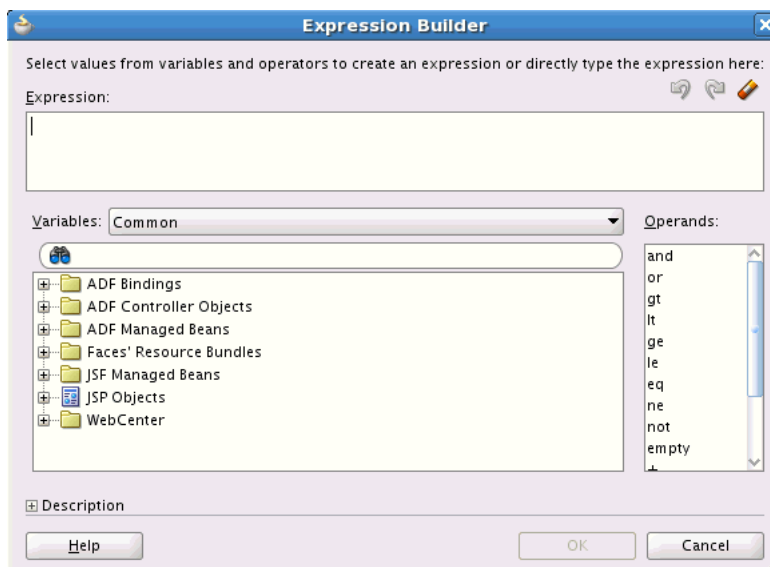 Expression Builder
Select values from variables and operators to create an expression or directly type the expression here:
Expression:
Variables: Common
Operands:
ADF Bindings
ADF Controller Objects
ADF Managed Beans
Faces' Resource Bundles
JSF Managed Beans
JSP Objects
WebCenter
and
or
gt
lt
ge
le
eq
ne
not
empty
+
Description
Help
OK
Cancel